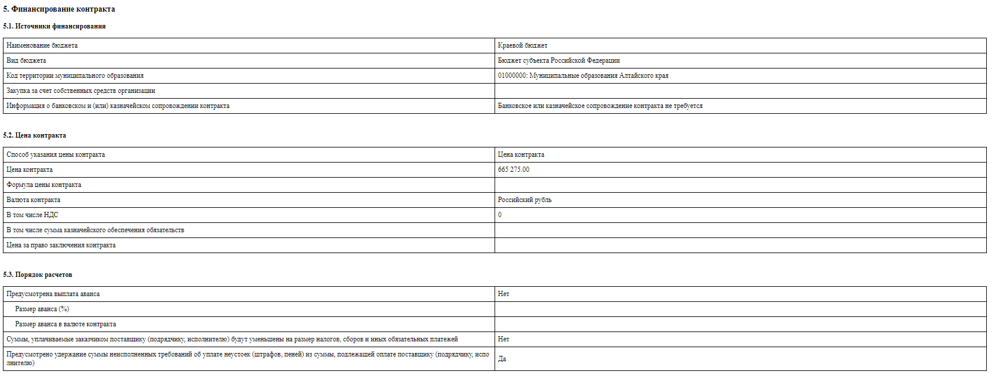 5. Финансирование контракта
5.1. Источники финансирования
Наименование бюджета Краевой бюджет
Вид бюджета Бюджет субъекта Российской Федерации
Код территории муниципального образования 01000000: Муниципальные образования Алтайского края
Закупка за счет собственных средств организации
Информация о банковском и (или) казначейском сопровождении контракта Банковское или казначейское сопровождение контракта не требуется
5.2. Цена контракта
Способ указания цены контракта Цена контракта
Цена контракта 665 275.00
Формула цены контракта
Валюта контракта Российский рубль
В том числе НДС 0
В том числе сумма казначейского обеспечения обязательств
Цена за право заключения контракта
5.3. Порядок расчетов
Предусмотрена выплата аванса Нет
Размер аванса (%)
Размер аванса в валюте контракта
Суммы, уплачиваемые заказчиком поставщику (подрядчику, исполнителю) будут уменьшены на размер налогов, сборов и иных обязательных платежей Нет
Предусмотрено удержание суммы неисполненных требований об уплате неустоек (штрафов, пеней) из суммы, подлежащей оплате поставщику (подрядчику, испо
лнителю) Да